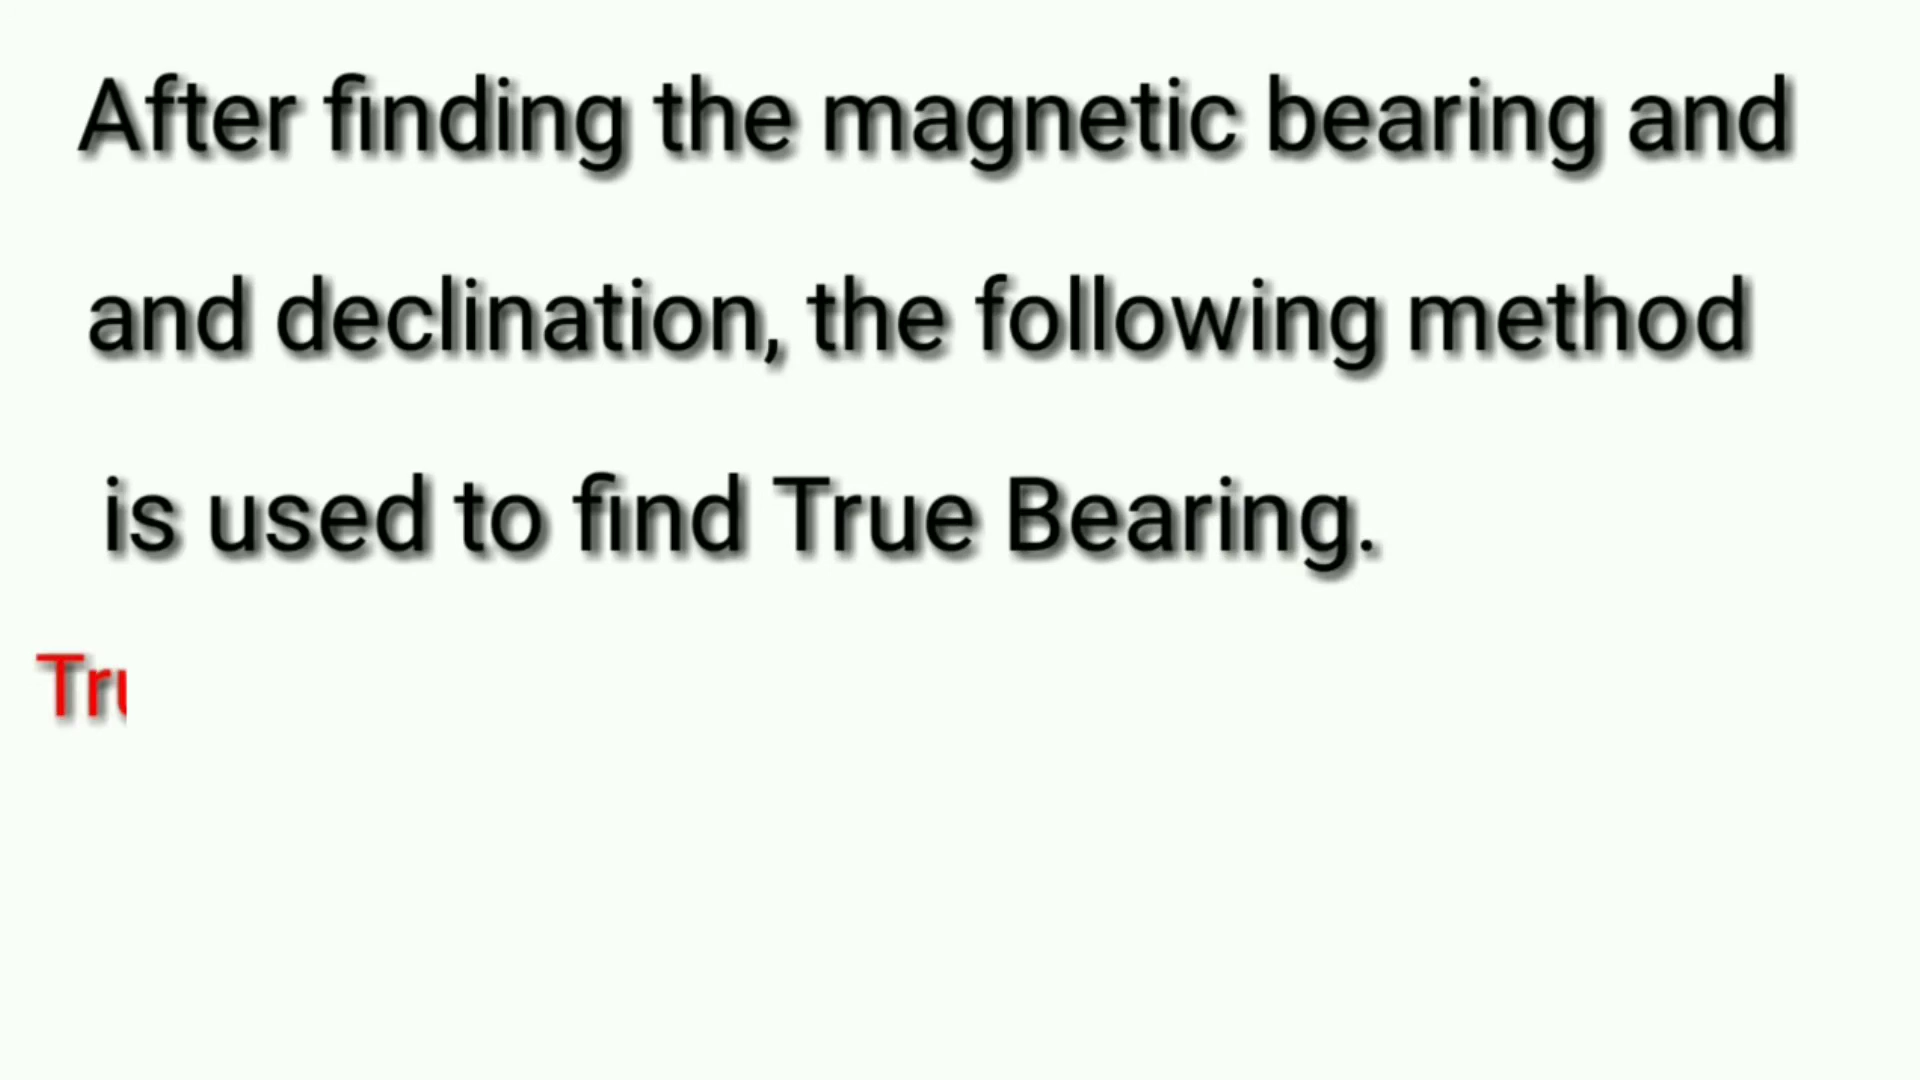 After finding the magnetic bearing and
and declination, the following method
is used to find True Bearing.